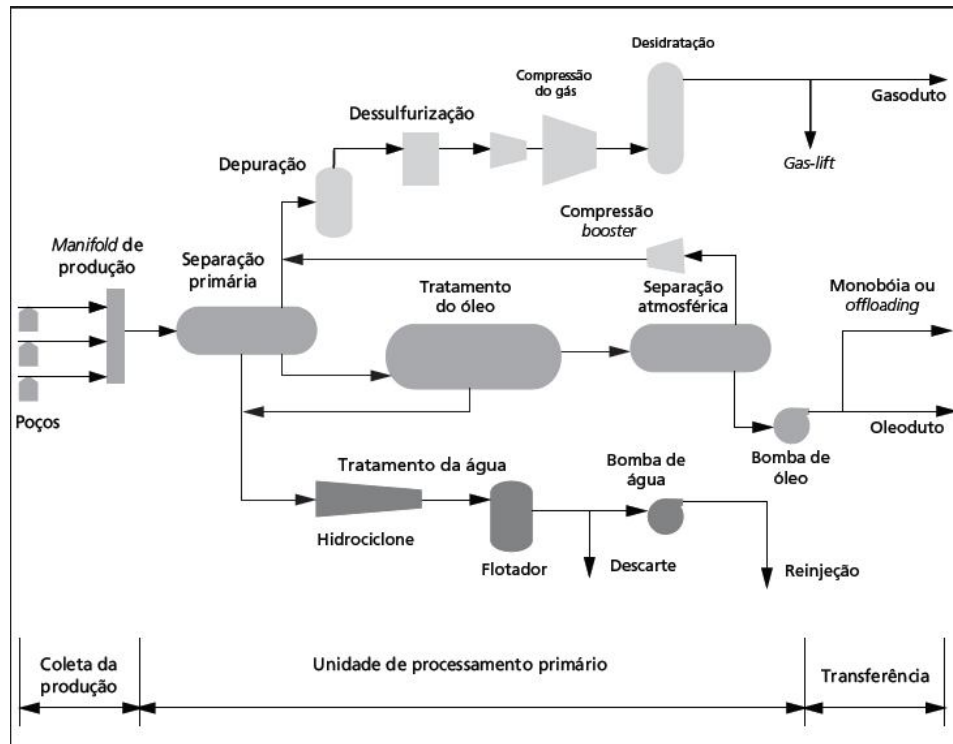 Desidratação
Compressão
do gás
Dessulfurização
Gasoduto
Depuração
Gas-lift
Compressão
booster
Manifold de
produção
Separação
primária
Tratamento
do óleo
Separação
atmosférica
Monobóia ou
offloading
Poços
Oleoduto
Bomba de
óleo
Tratamento da água
Bomba de
água
Hidrociclone
Flotador
Descarte
Reinjeção
Coleta da
produção
Unidade de processamento primário
Transferência